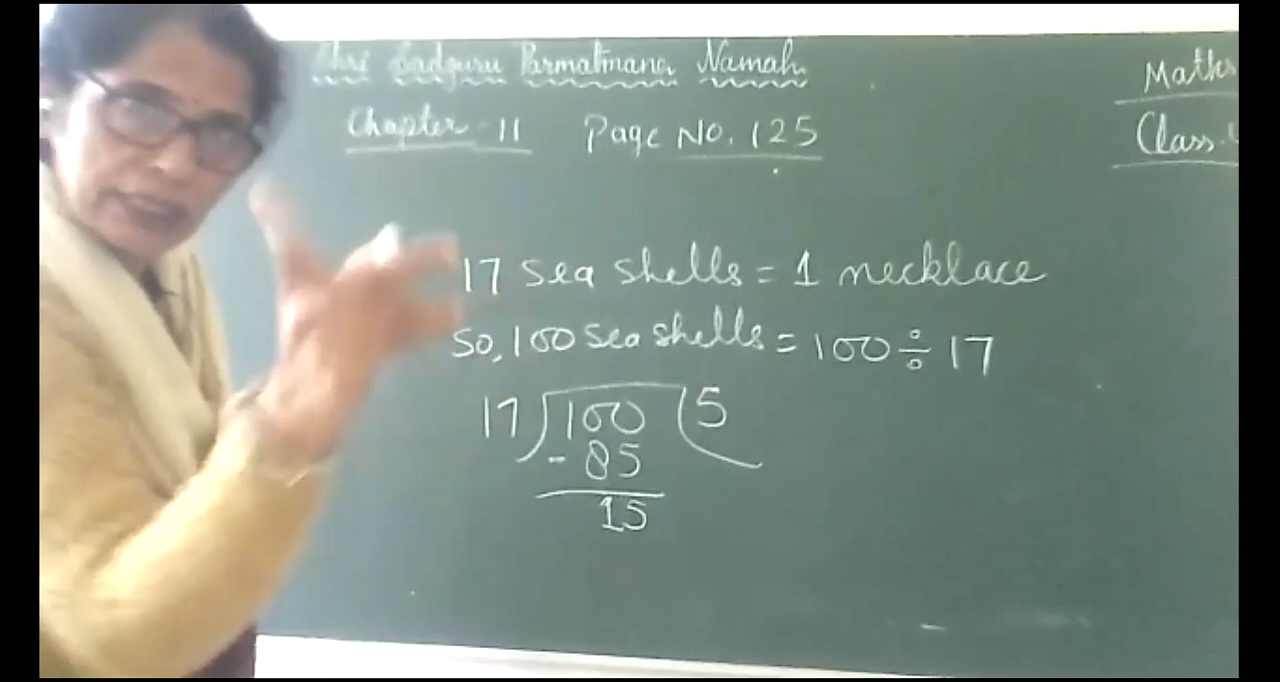 Shri Sadguru Parmatmane Namah
Maths
Chapter - 11 Page No. 125
Class-
17 sea shells = 1 necklace
So, 100 sea shells = 100 ÷ 17
17)100(5
- 85
15